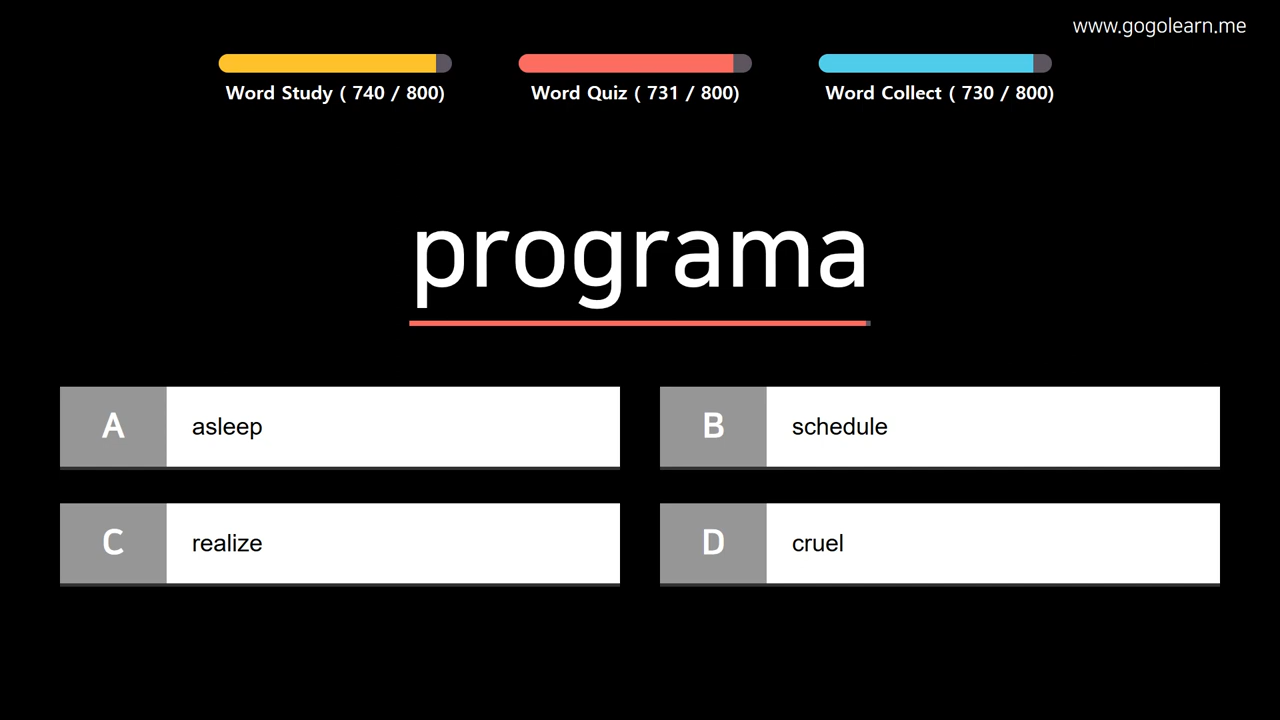 www.gogolearn.me
Word Study ( 740 / 800)
Word Quiz ( 731 / 800)
Word Collect ( 730 / 800)
programa
A asleep
B schedule
C realize
D cruel